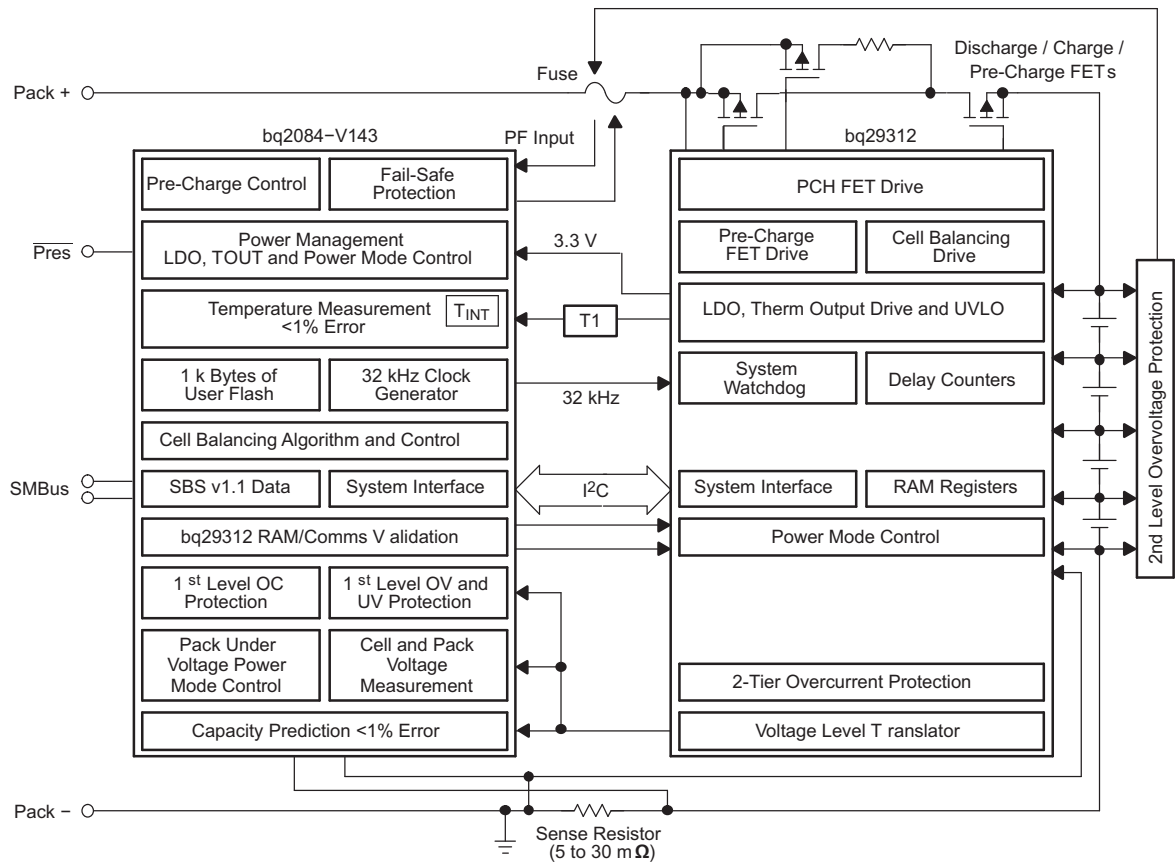 Discharge / Charge /
Pre-Charge FETs
Fuse
Pack +
bq2084−V143
PF Input
bq29312
Pre-Charge Control
Fail-Safe
Protection
PCH FET Drive
Pres
Power Management
LDO, TOUT and Power Mode Control
3.3 V
Pre-Charge
FET Drive
Cell Balancing
Drive
Temperature Measurement
<1% Error
TINT
T1
LDO, Therm Output Drive and UVLO
1 k Bytes of
User Flash
32 kHz Clock
Generator
32 kHz
System
Watchdog
Delay Counters
2nd Level Overvoltage Protection
Cell Balancing Algorithm and Control
SMBus
SBS v1.1 Data
System Interface
I2C
System Interface
RAM Registers
bq29312 RAM/Comms V alidation
Power Mode Control
1 st Level OC
Protection
1 st Level OV and
UV Protection
Pack Under
Voltage Power
Mode Control
Cell and Pack
Voltage
Measurement
2-Tier Overcurrent Protection
Capacity Prediction <1% Error
Voltage Level T ranslator
Pack −
Sense Resistor
(5 to 30 m Ω)